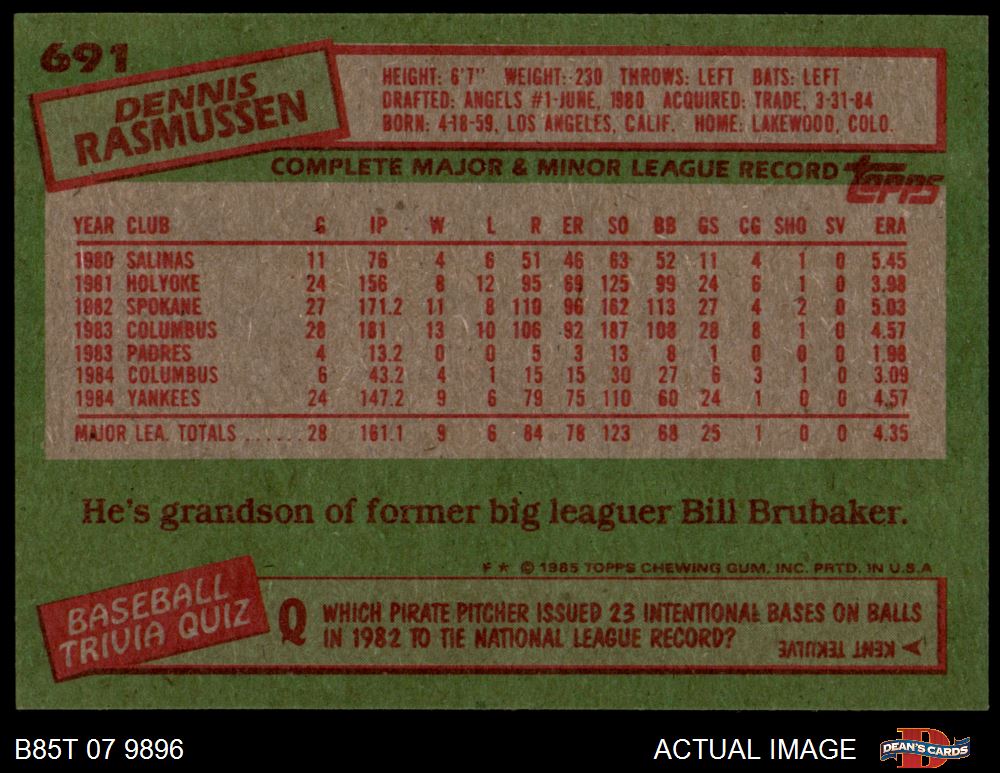 691
DENNIS
RASMUSSEN
HEIGHT: 6'7" WEIGHT: 230 THROWS: LEFT BATS: LEFT
DRAFTED: ANGELS #1-JUNE, 1980 ACQUIRED: TRADE, 3-31-84
BORN: 4-18-59, LOS ANGELES, CALIF. HOME: LAKEWOOD, COLO.
COMPLETE MAJOR & MINOR LEAGUE RECORD topps
YEAR CLUB G IP W L R ER SO BB GS CG SHO SV ERA
1980 SALINAS 11 76 4 6 51 46 63 52 11 4 1 0 5.45
1981 HOLYOKE 24 156 8 12 95 69 125 99 24 6 1 0 3.98
1982 SPOKANE 27 171.2 11 8 110 96 162 113 27 4 2 0 5.03
1983 COLUMBUS 28 181 13 10 106 92 187 108 28 8 1 0 4.57
1983 PADRES 4 13.2 0 0 5 3 13 8 1 0 0 0 1.98
1984 COLUMBUS 6 43.2 4 1 15 15 30 27 6 3 1 0 3.09
1984 YANKEES 24 147.2 9 6 79 75 110 60 24 1 0 0 4.57
MAJOR LEA. TOTALS ...... 28 161.1 9 6 84 78 123 68 25 1 0 0 4.35
He's grandson of former big leaguer Bill Brubaker.
F * © 1985 TOPPS CHEWING GUM, INC. PRTD. IN U.S.A
BASEBALL
TRIVIA QUIZ
Q WHICH PIRATE PITCHER ISSUED 23 INTENTIONAL BASES ON BALLS
IN 1982 TO TIE NATIONAL LEAGUE RECORD?
A KENT TEKULVE
B85T 07 9896
ACTUAL IMAGE
D
DEAN'S CARDS